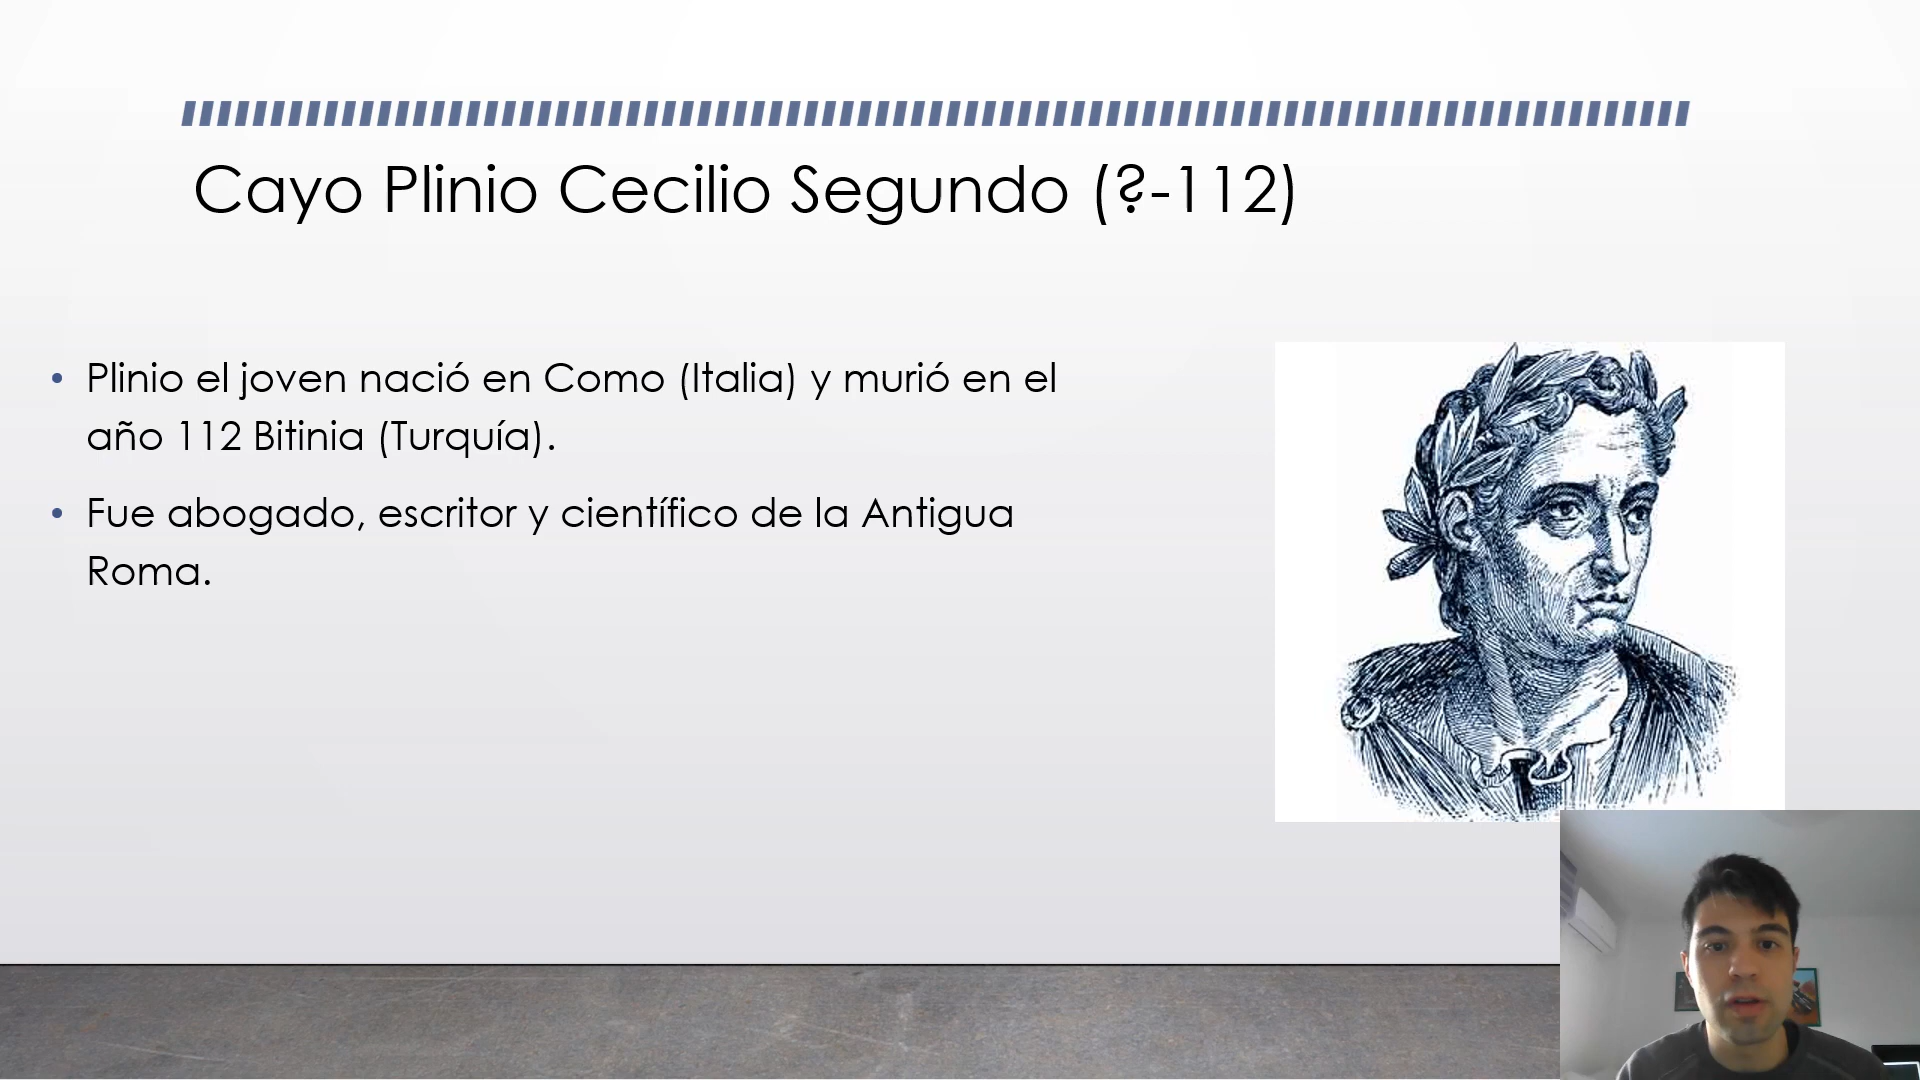 Cayo Plinio Cecilio Segundo (?-112)
• Plinio el joven nació en Como (Italia) y murió en el
año 112 Bitinia (Turquía).
• Fue abogado, escritor y científico de la Antigua
Roma.